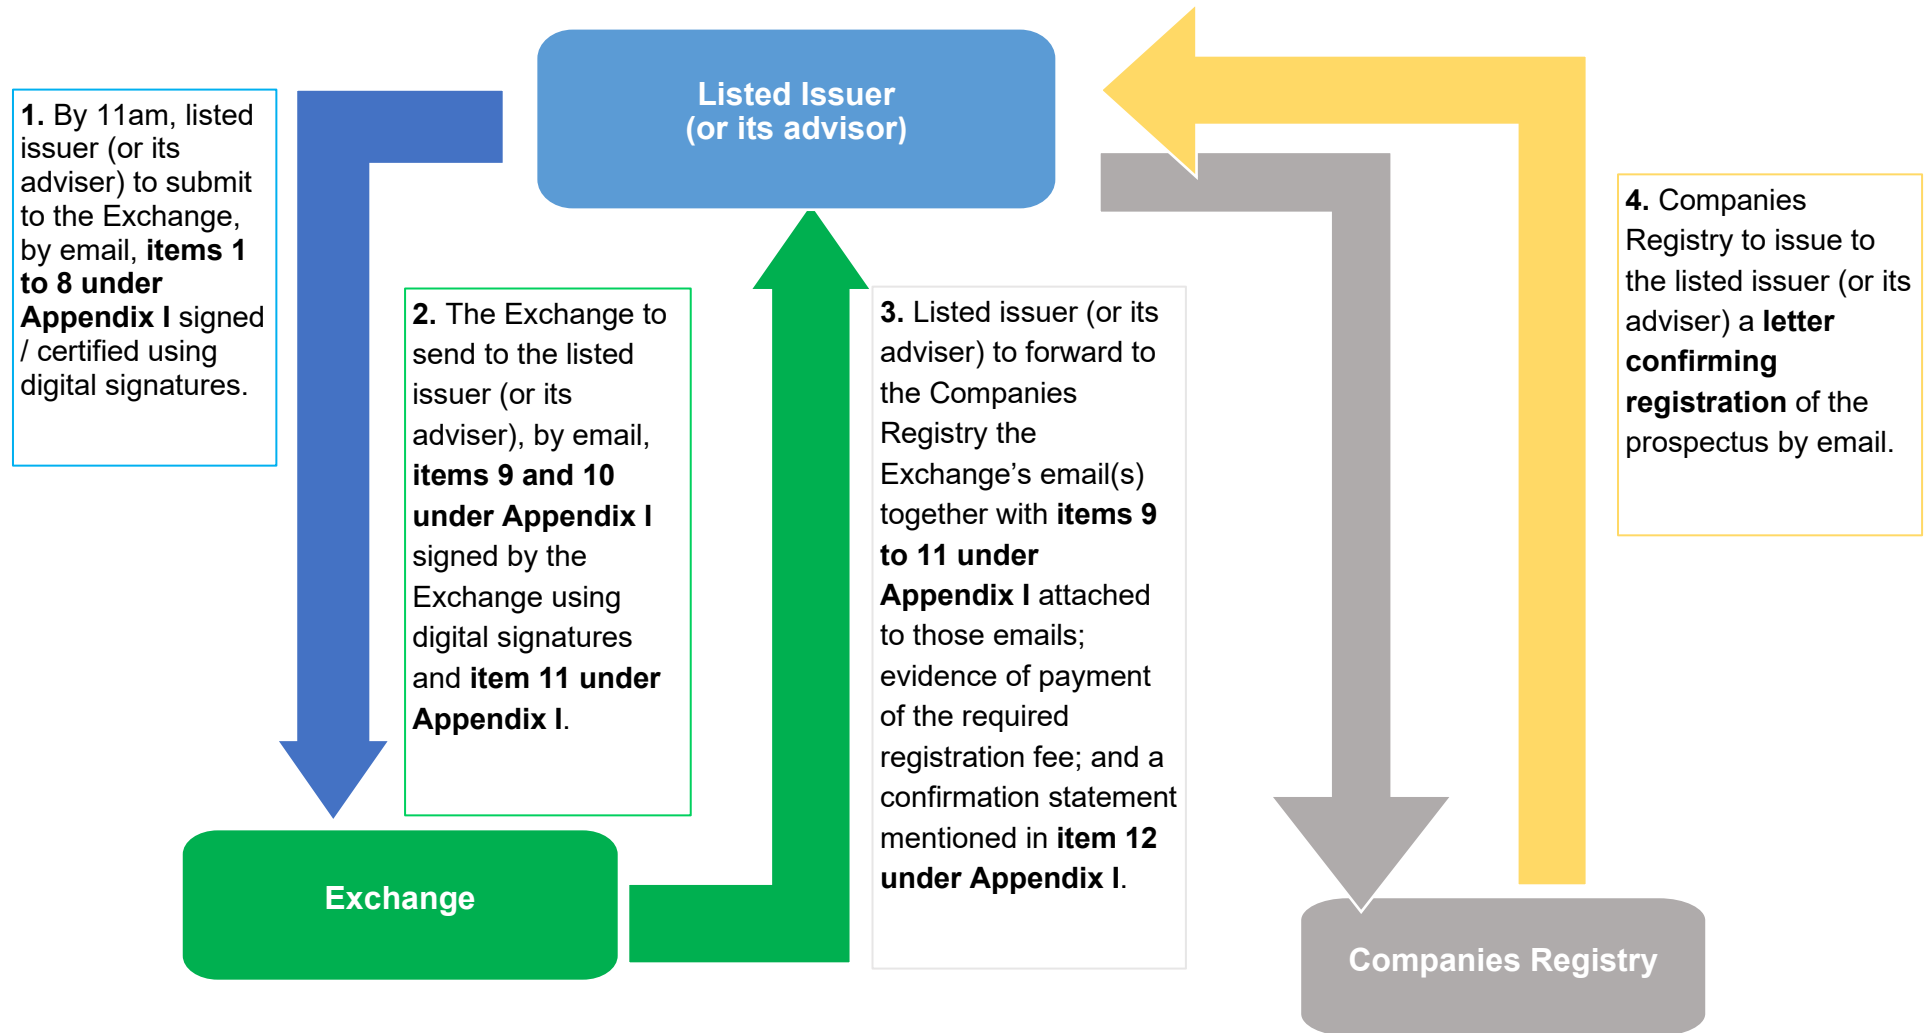 Listed Issuer
(or its advisor)
1. By 11am, listed
issuer (or its
adviser) to submit
to the Exchange,
by email, items 1
to 8 under
Appendix I signed
/ certified using
digital signatures.
2. The Exchange to
send to the listed
issuer (or its
adviser), by email,
items 9 and 10
under Appendix I
signed by the
Exchange using
digital signatures
and item 11 under
Appendix I.
3. Listed issuer (or its
adviser) to forward to
the Companies
Registry the
Exchange’s email(s)
together with items 9
to 11 under
Appendix I attached
to those emails;
evidence of payment
of the required
registration fee; and a
confirmation statement
mentioned in item 12
under Appendix I.
4. Companies
Registry to issue to
the listed issuer (or its
adviser) a letter
confirming
registration of the
prospectus by email.
Exchange
Companies Registry